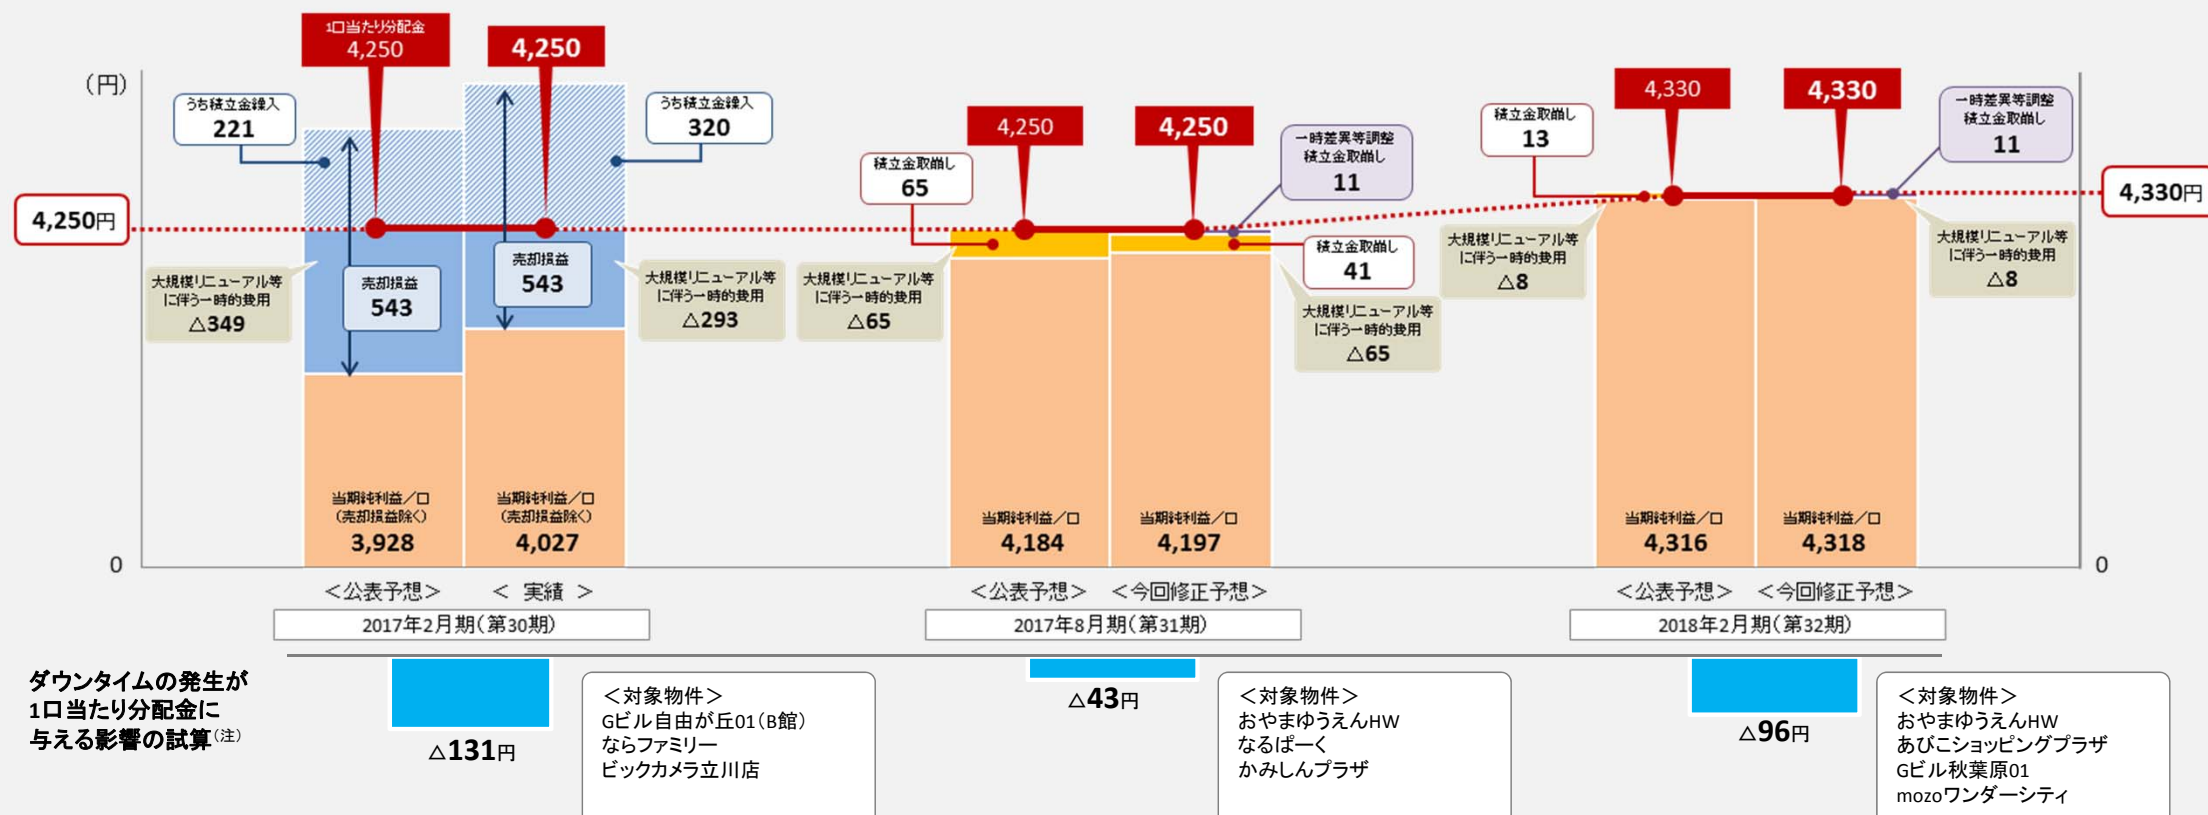 (円)
1口当たり分配金
4,250
4,250
うち積立金繰入
221
うち積立金繰入
320
4,250円
大規模リニューアル等
に伴う一時的費用
△349
売却損益
543
売却損益
543
大規模リニューアル等
に伴う一時的費用
△293
当期純利益/口
(売却損益除く)
3,928
当期純利益/口
(売却損益除く)
4,027
0
<公表予想>
< 実績 >
2017年2月期(第30期)
4,250
4,250
積立金取崩し
65
一時差異等調整
積立金取崩し
11
大規模リニューアル等
に伴う一時的費用
△65
積立金取崩し
41
大規模リニューアル等
に伴う一時的費用
△65
当期純利益/口
4,184
当期純利益/口
4,197
<公表予想>
<今回修正予想>
2017年8月期(第31期)
4,330
4,330
積立金取崩し
13
一時差異等調整
積立金取崩し
11
4,330円
大規模リニューアル等
に伴う一時的費用
△8
大規模リニューアル等
に伴う一時的費用
△8
当期純利益/口
4,316
当期純利益/口
4,318
0
<公表予想>
<今回修正予想>
2018年2月期(第32期)
ダウンタイムの発生が
1口当たり分配金に
与える影響の試算(注)
△131円
<対象物件>
Gビル自由が丘01(B館)
ならファミリー
ビックカメラ立川店
△43円
<対象物件>
おやまゆうえんHW
なるぱーく
かみしんプラザ
△96円
<対象物件>
おやまゆうえんHW
あびこショッピングプラザ
Gビル秋葉原01
mozoワンダーシティ